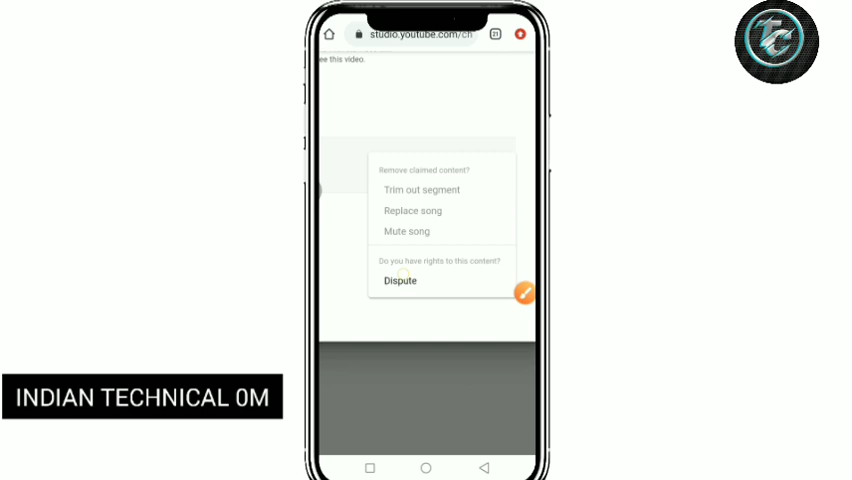 studio.youtube.com/ch
21
TC
ee this video.
Remove claimed content?
Trim out segment
Replace song
Mute song
Do you have rights to this content?
Dispute
INDIAN TECHNICAL 0M